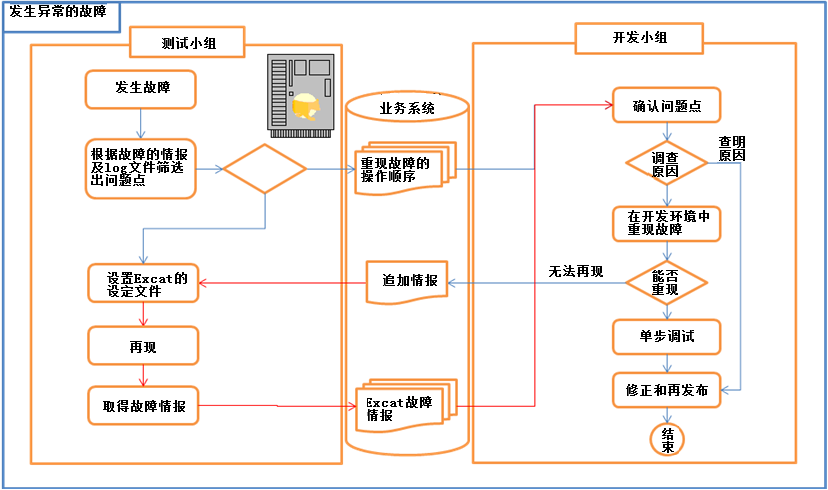 发生异常的故障
测试小组
发生故障
根据故障的情报
及log文件筛选
出问题点
设置Excat的
设定文件
再现
取得故障情报
业务系统
重现故障的
操作顺序
追加情报
Excat故障
情报
开发小组
确认问题点
调查
原因
查明
原因
在开发环境中
重现故障
能否
重现
无法再现
单步调试
修正和再发布
结
束